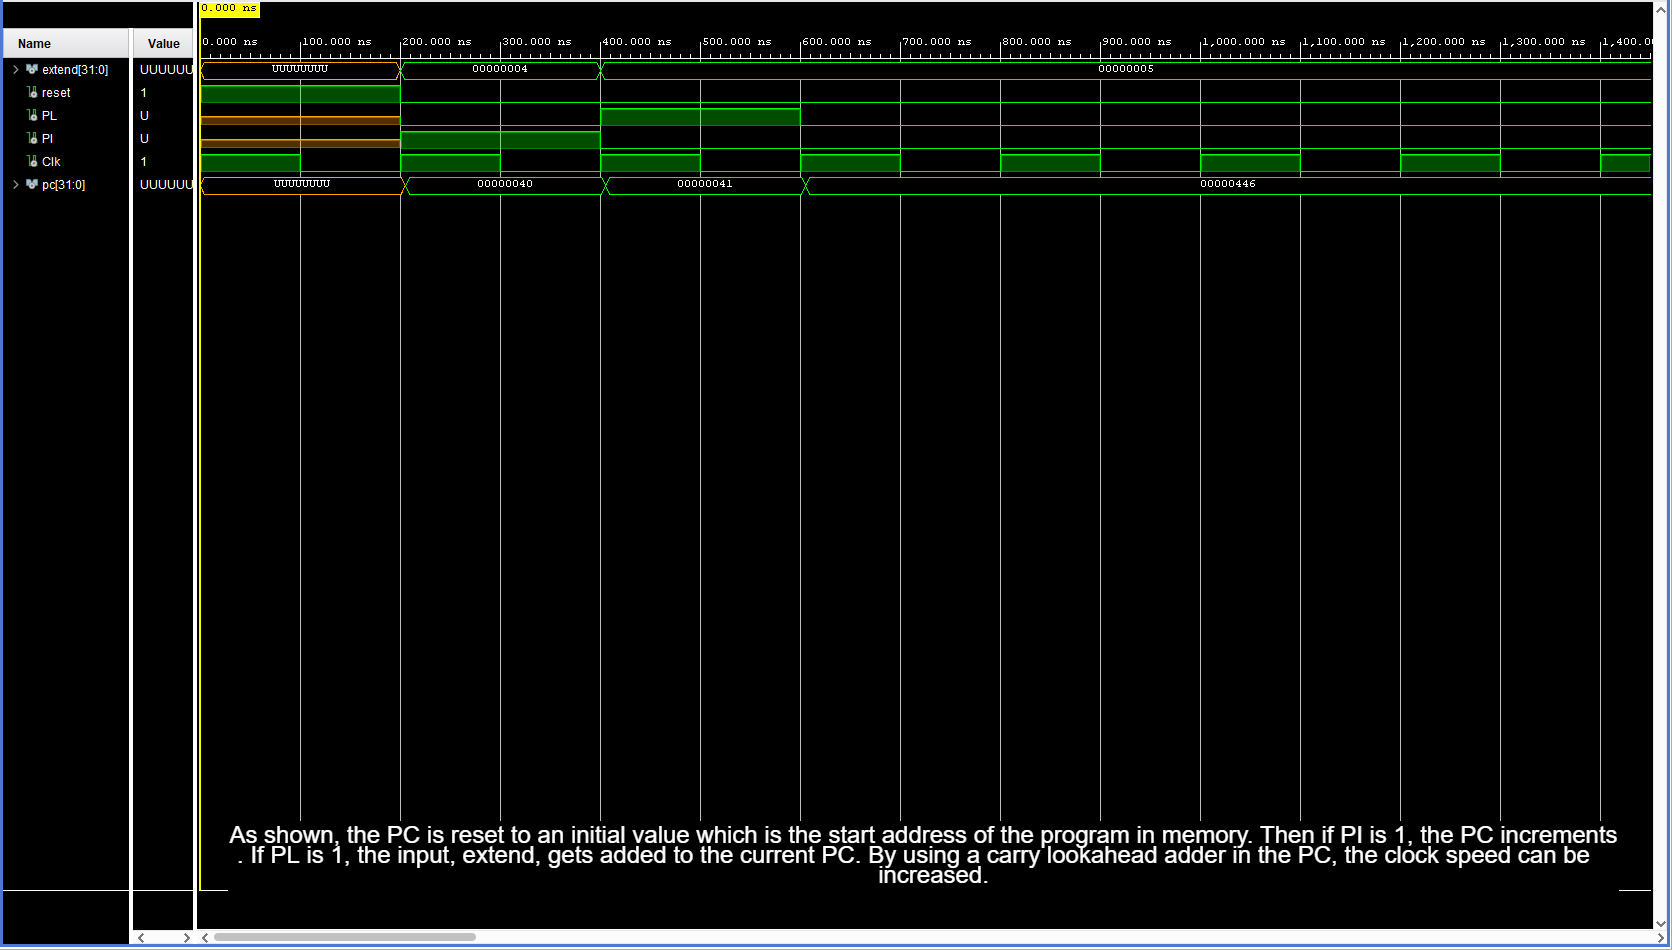 0.000 ns
Name Value
0.000 ns 100.000 ns 200.000 ns 300.000 ns 400.000 ns 500.000 ns 600.000 ns 700.000 ns 800.000 ns 900.000 ns 1,000.000 ns 1,100.000 ns 1,200.000 ns 1,300.000 ns 1,400.0
extend[31:0] UUUUUU UUUUUUUU 00000004 00000005
reset 1
PL U
PI U
Clk 1
pc[31:0] UUUUUU UUUUUUUU 00000040 00000041 00000446
As shown, the PC is reset to an initial value which is the start address of the program in memory. Then if PI is 1, the PC increments
. If PL is 1, the input, extend, gets added to the current PC. By using a carry lookahead adder in the PC, the clock speed can be
increased.